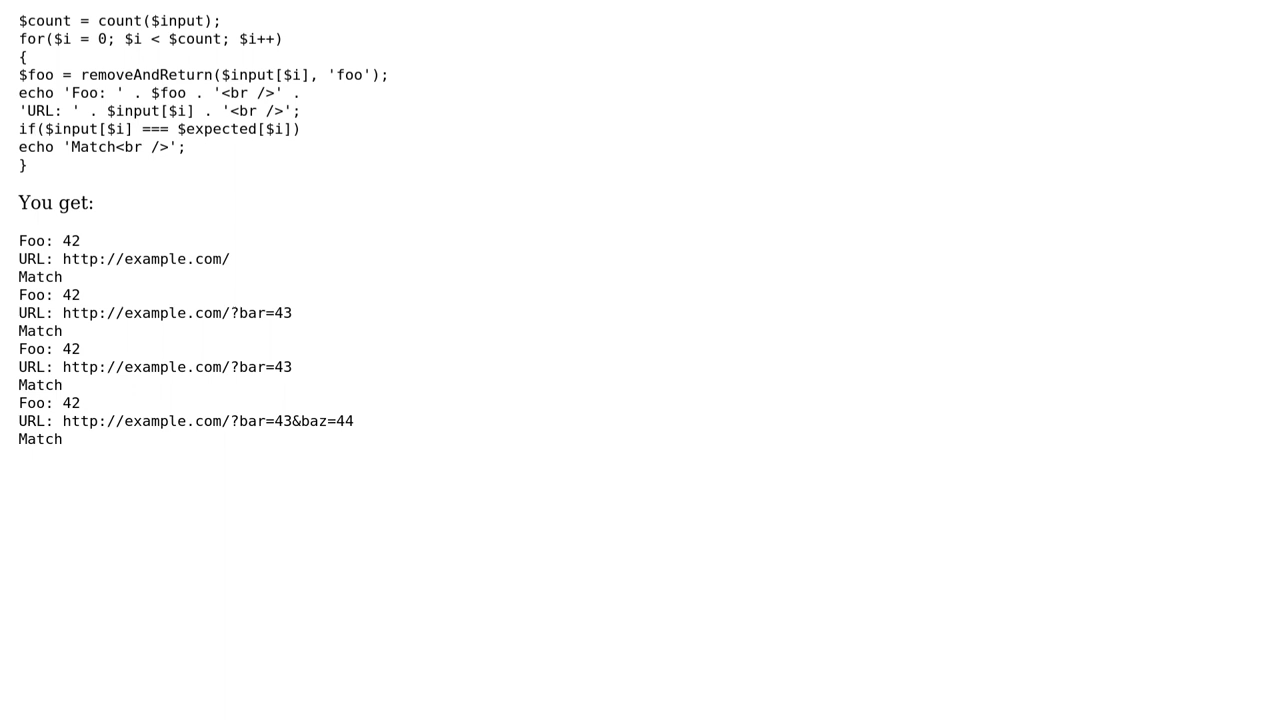 $count = count($input);
for($i = 0; $i < $count; $i++)
{
$foo = removeAndReturn($input[$i], 'foo');
echo 'Foo: ' . $foo . '<br />' .
'URL: ' . $input[$i] . '<br />';
if($input[$i] === $expected[$i])
echo 'Match<br />';
}
You get:
Foo: 42
URL: http://example.com/
Match
Foo: 42
URL: http://example.com/?bar=43
Match
Foo: 42
URL: http://example.com/?bar=43
Match
Foo: 42
URL: http://example.com/?bar=43&baz=44
Match